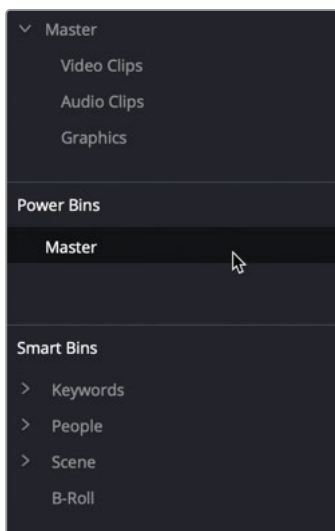 Master
Video Clips
Audio Clips
Graphics
Power Bins
Master
Smart Bins
Keywords
People
Scene
B-Roll